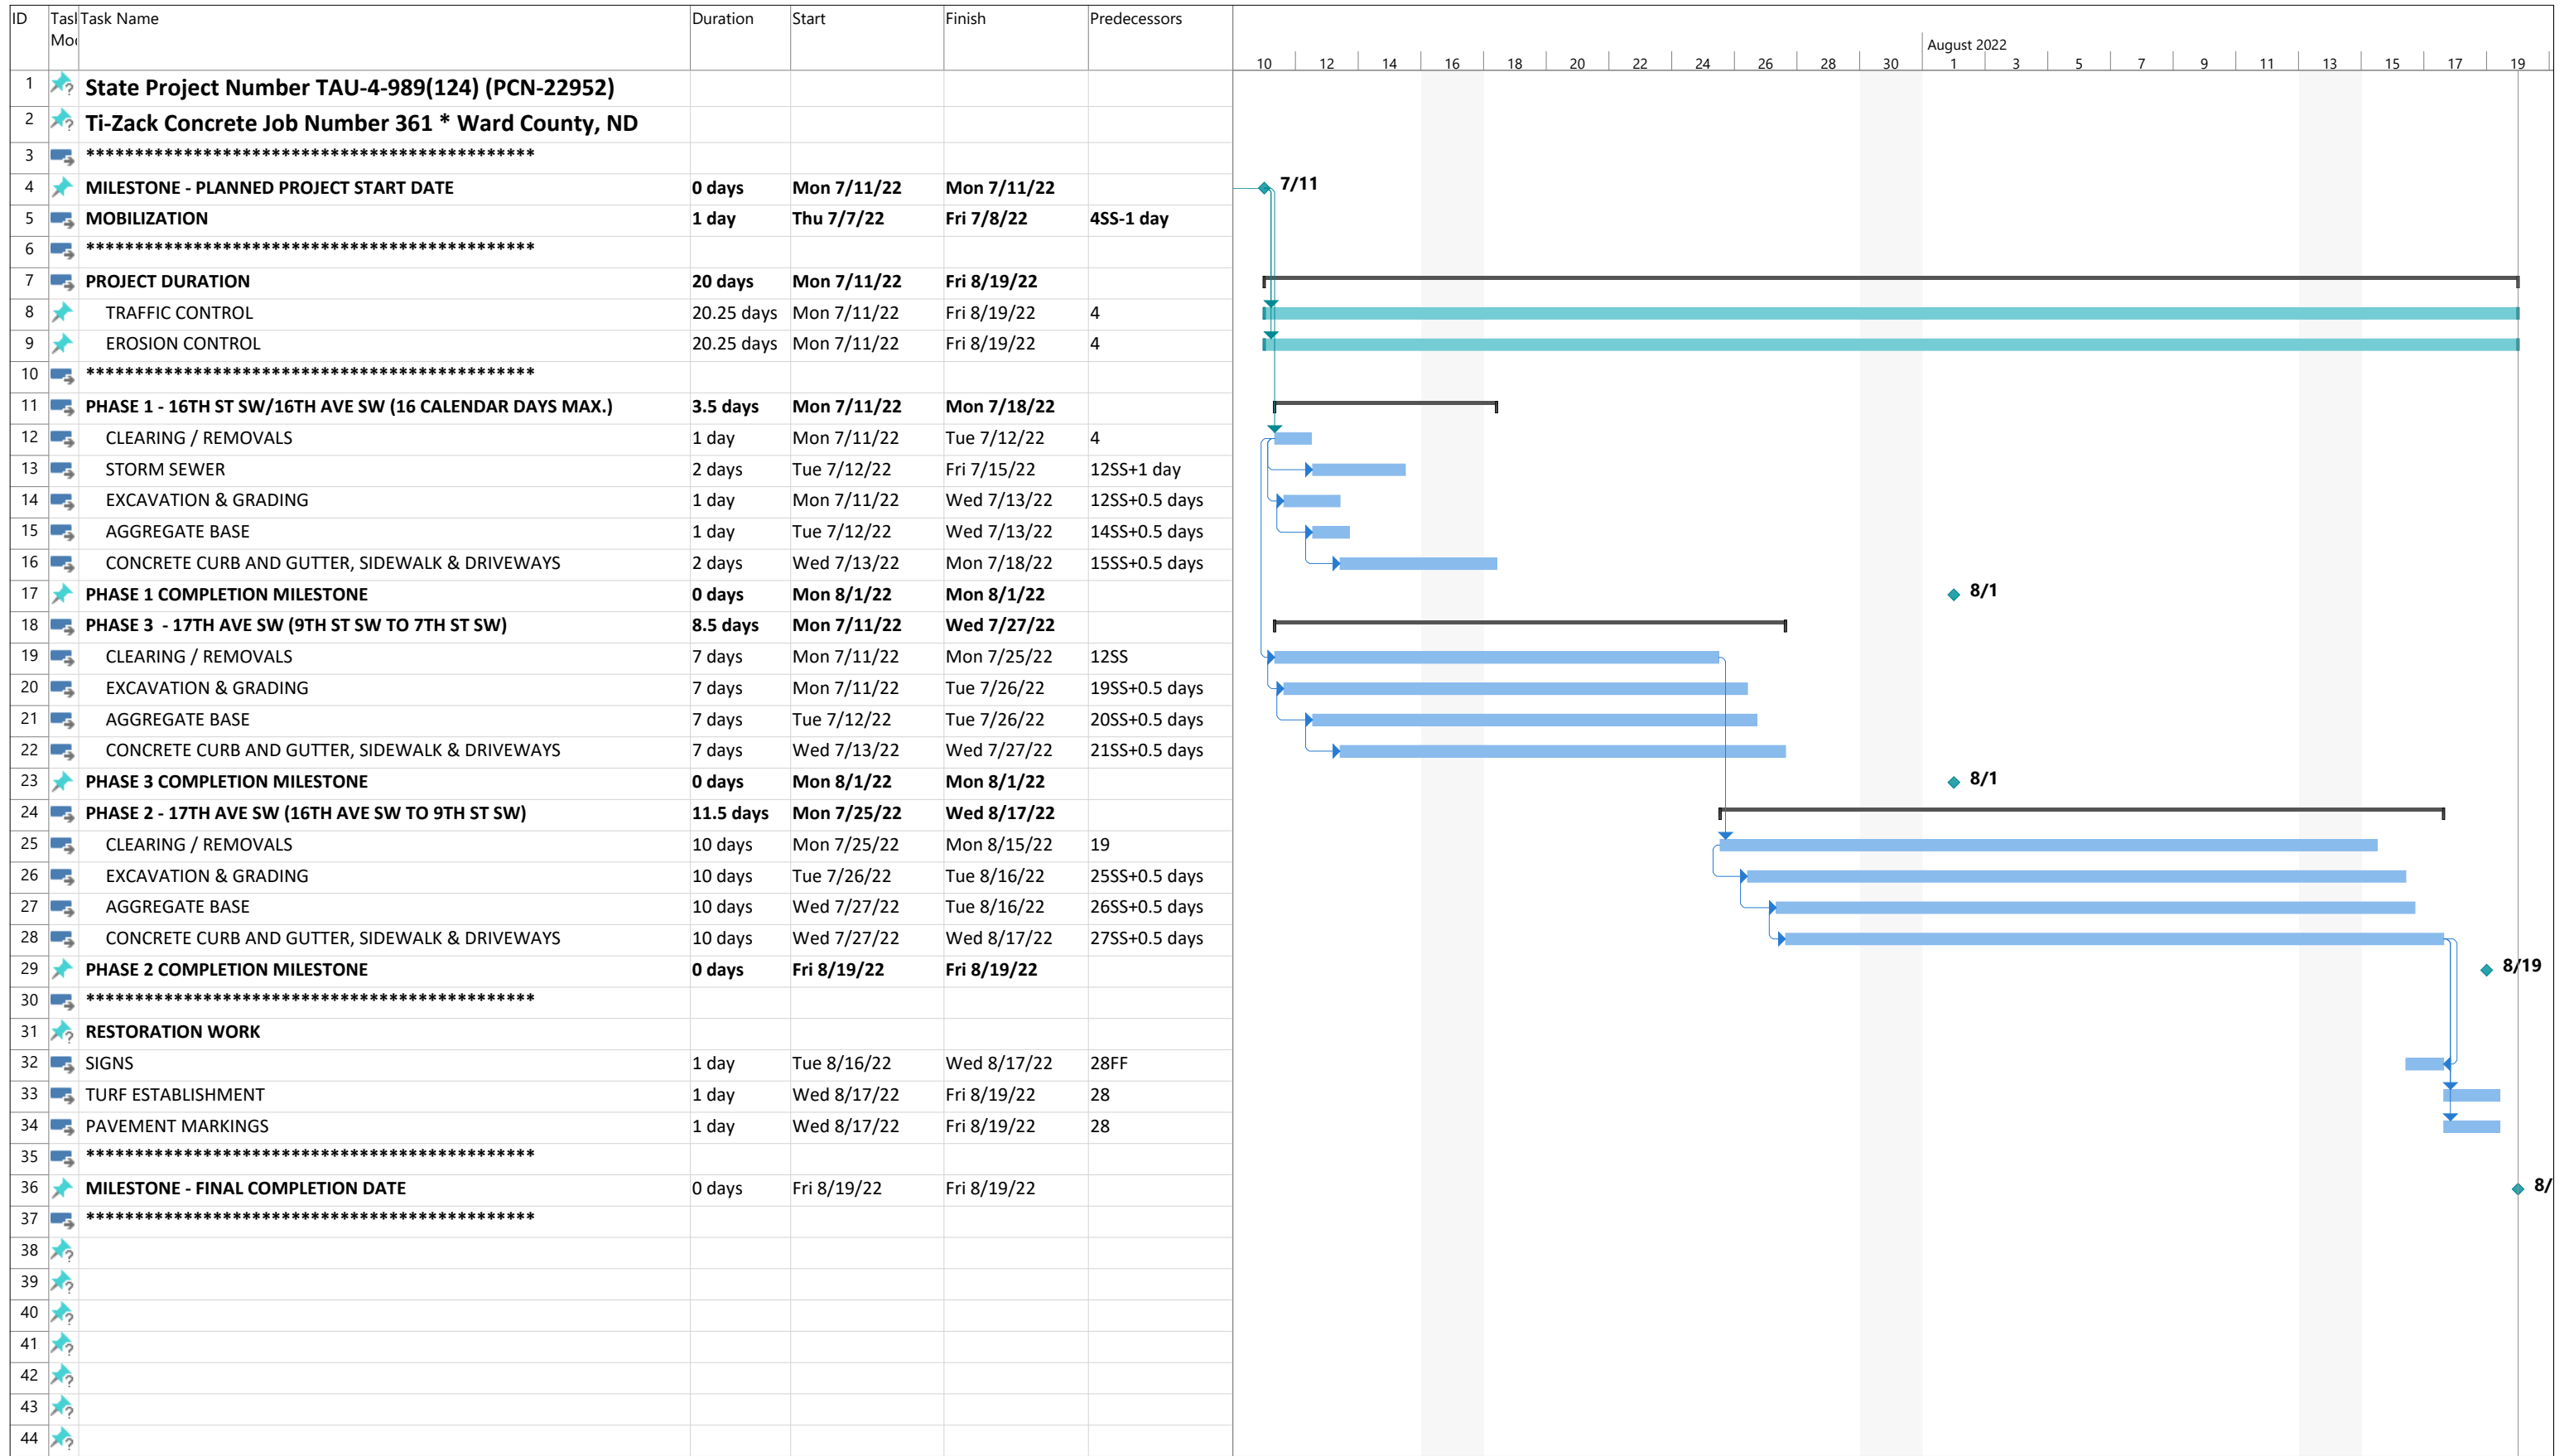 ID Task Mode Task Name Duration Start Finish Predecessors
August 2022
10 12 14 16 18 20 22 24 26 28 30 1 3 5 7 9 11 13 15 17 19
1 State Project Number TAU-4-989(124) (PCN-22952)
2 Ti-Zack Concrete Job Number 361 * Ward County, ND
3 **********************************************
4 MILESTONE - PLANNED PROJECT START DATE 0 days Mon 7/11/22 Mon 7/11/22 7/11
5 MOBILIZATION 1 day Thu 7/7/22 Fri 7/8/22 4SS-1 day
6 **********************************************
7 PROJECT DURATION 20 days Mon 7/11/22 Fri 8/19/22
8 TRAFFIC CONTROL 20.25 days Mon 7/11/22 Fri 8/19/22 4
9 EROSION CONTROL 20.25 days Mon 7/11/22 Fri 8/19/22 4
10 **********************************************
11 PHASE 1 - 16TH ST SW/16TH AVE SW (16 CALENDAR DAYS MAX.) 3.5 days Mon 7/11/22 Mon 7/18/22
12 CLEARING / REMOVALS 1 day Mon 7/11/22 Tue 7/12/22 4
13 STORM SEWER 2 days Tue 7/12/22 Fri 7/15/22 12SS+1 day
14 EXCAVATION & GRADING 1 day Mon 7/11/22 Wed 7/13/22 12SS+0.5 days
15 AGGREGATE BASE 1 day Tue 7/12/22 Wed 7/13/22 14SS+0.5 days
16 CONCRETE CURB AND GUTTER, SIDEWALK & DRIVEWAYS 2 days Wed 7/13/22 Mon 7/18/22 15SS+0.5 days
17 PHASE 1 COMPLETION MILESTONE 0 days Mon 8/1/22 Mon 8/1/22 8/1
18 PHASE 3  - 17TH AVE SW (9TH ST SW TO 7TH ST SW) 8.5 days Mon 7/11/22 Wed 7/27/22
19 CLEARING / REMOVALS 7 days Mon 7/11/22 Mon 7/25/22 12SS
20 EXCAVATION & GRADING 7 days Mon 7/11/22 Tue 7/26/22 19SS+0.5 days
21 AGGREGATE BASE 7 days Tue 7/12/22 Tue 7/26/22 20SS+0.5 days
22 CONCRETE CURB AND GUTTER, SIDEWALK & DRIVEWAYS 7 days Wed 7/13/22 Wed 7/27/22 21SS+0.5 days
23 PHASE 3 COMPLETION MILESTONE 0 days Mon 8/1/22 Mon 8/1/22 8/1
24 PHASE 2 - 17TH AVE SW (16TH AVE SW TO 9TH ST SW) 11.5 days Mon 7/25/22 Wed 8/17/22
25 CLEARING / REMOVALS 10 days Mon 7/25/22 Mon 8/15/22 19
26 EXCAVATION & GRADING 10 days Tue 7/26/22 Tue 8/16/22 25SS+0.5 days
27 AGGREGATE BASE 10 days Wed 7/27/22 Tue 8/16/22 26SS+0.5 days
28 CONCRETE CURB AND GUTTER, SIDEWALK & DRIVEWAYS 10 days Wed 7/27/22 Wed 8/17/22 27SS+0.5 days
29 PHASE 2 COMPLETION MILESTONE 0 days Fri 8/19/22 Fri 8/19/22 8/19
30 **********************************************
31 RESTORATION WORK
32 SIGNS 1 day Tue 8/16/22 Wed 8/17/22 28FF
33 TURF ESTABLISHMENT 1 day Wed 8/17/22 Fri 8/19/22 28
34 PAVEMENT MARKINGS 1 day Wed 8/17/22 Fri 8/19/22 28
35 **********************************************
36 MILESTONE - FINAL COMPLETION DATE 0 days Fri 8/19/22 Fri 8/19/22 8/
37 **********************************************
38
39
40
41
42
43
44